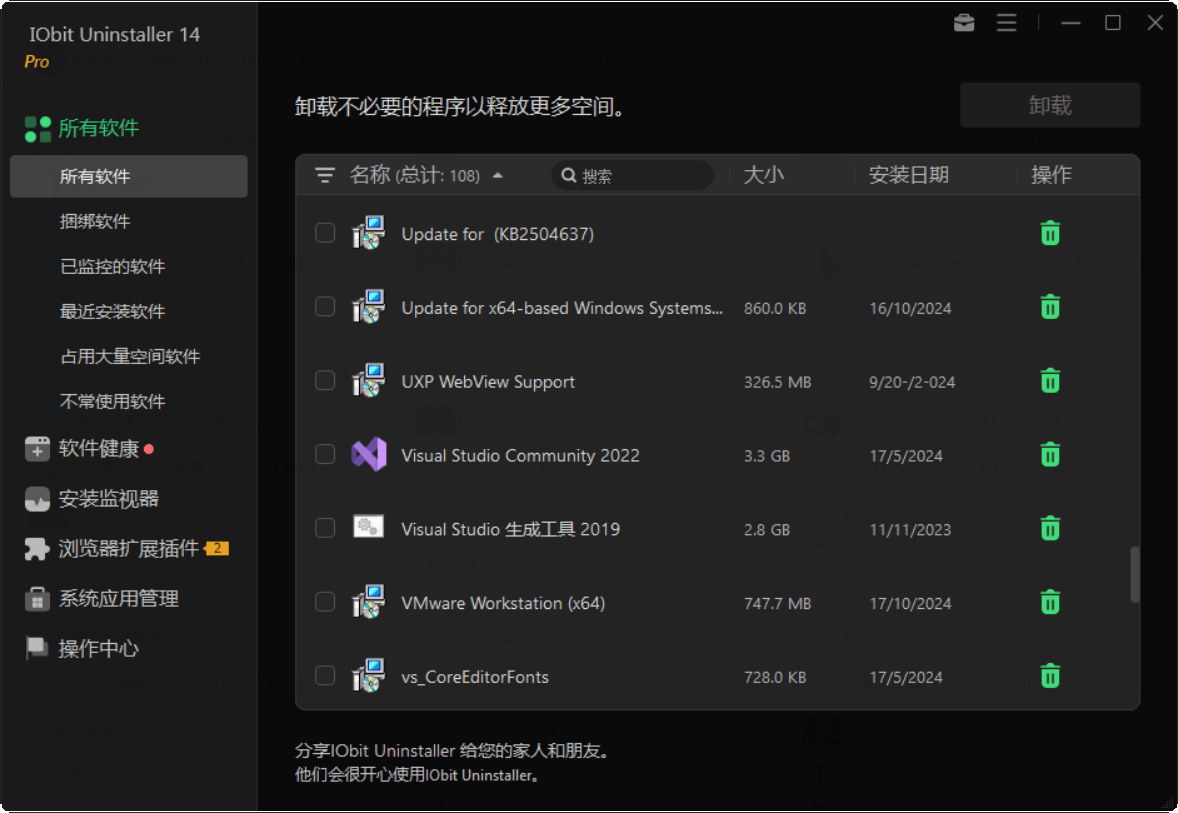 IObit Uninstaller 14
Pro
所有软件
所有软件
捆绑软件
已监控的软件
最近安装软件
占用大量空间软件
不常使用软件
软件健康
安装监视器
浏览器扩展插件 2
系统应用管理
操作中心
卸载不必要的程序以释放更多空间。
卸载
名称 (总计: 108) 搜索 大小 安装日期 操作
Update for (KB2504637)
Update for x64-based Windows Systems... 860.0 KB 16/10/2024
UXP WebView Support 326.5 MB 9/20-/2-024
Visual Studio Community 2022 3.3 GB 17/5/2024
Visual Studio 生成工具 2019 2.8 GB 11/11/2023
VMware Workstation (x64) 747.7 MB 17/10/2024
vs_CoreEditorFonts 728.0 KB 17/5/2024
分享IObit Uninstaller 给您的家人和朋友。
他们会很开心使用IObit Uninstaller。